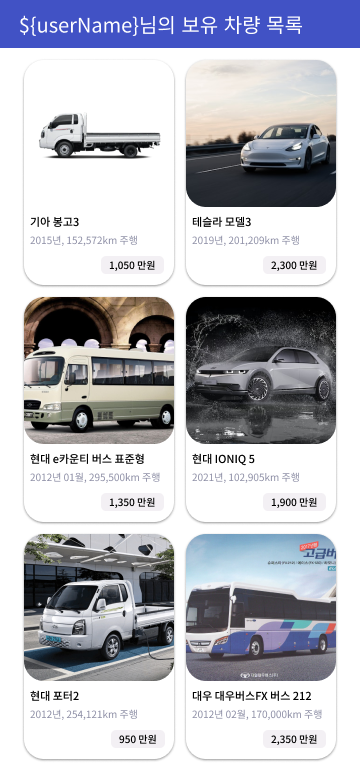 ${userName}님의 보유 차량 목록
기아 봉고3
2015년, 152,572km 주행
1,050 만원
테슬라 모델3
2019년, 201,209km 주행
2,300 만원
현대 e카운티 버스 표준형
2012년 01월, 295,500km 주행
1,350 만원
현대 IONIQ 5
2021년, 102,905km 주행
1,900 만원
현대 포터2
2012년, 254,121km 주행
950 만원
고급버
대우 대우버스FX 버스 212
2012년 02월, 170,000km 주행
2,350 만원